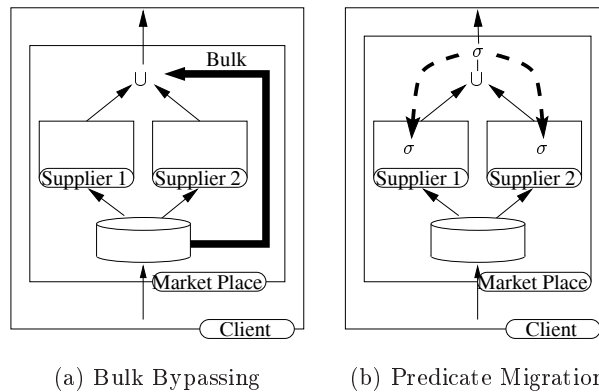 Bulk
∪
Supplier 1 Supplier 2
Market Place
Client
(a) Bulk Bypassing
σ
∪
σ σ
Supplier 1 Supplier 2
Market Place
Client
(b) Predicate Migration